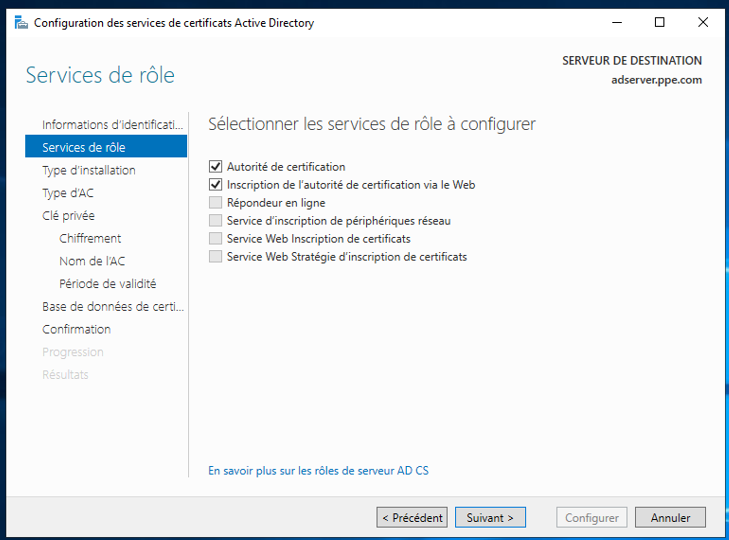 Configuration des services de certificats Active Directory
Services de rôle
SERVEUR DE DESTINATION
adserver.ppe.com
Informations d'identificati...
Services de rôle
Type d'installation
Type d'AC
Clé privée
Chiffrement
Nom de l'AC
Période de validité
Base de données de certi...
Confirmation
Progression
Résultats
Sélectionner les services de rôle à configurer
Autorité de certification
Inscription de l'autorité de certification via le Web
Répondeur en ligne
Service d'inscription de périphériques réseau
Service Web Inscription de certificats
Service Web Stratégie d'inscription de certificats
En savoir plus sur les rôles de serveur AD CS
< Précédent
Suivant >
Configurer
Annuler